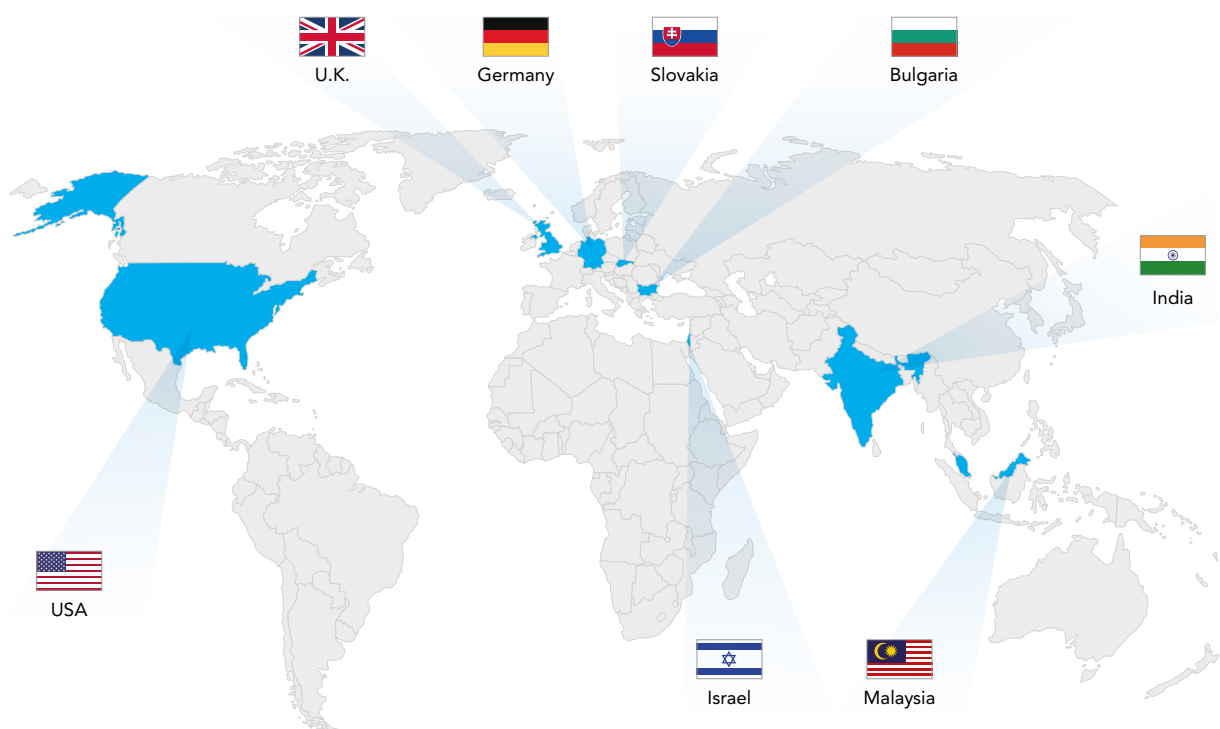 U.K.
Germany
Slovakia
Bulgaria
India
USA
Israel
Malaysia